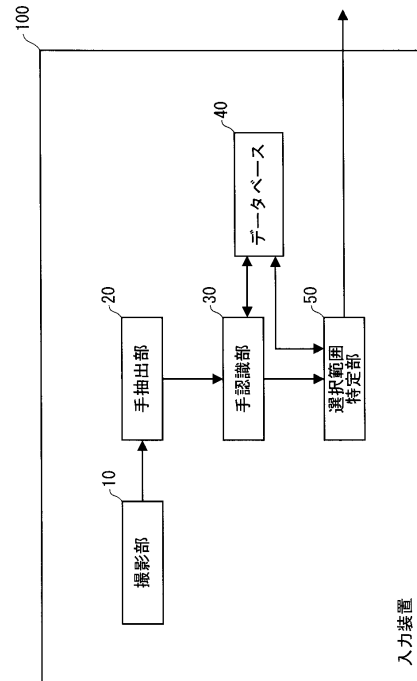 100
10
撮影部
20
手抽出部
30
手認識部
40
データベース
50
選択範囲
特定部
入力装置